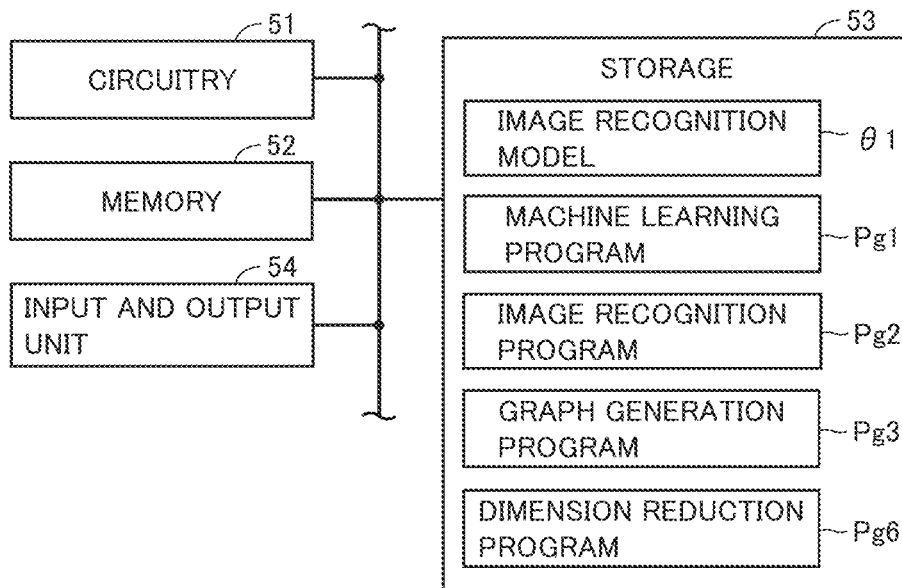 51
CIRCUITRY
52
MEMORY
54
INPUT AND OUTPUT
UNIT
53
STORAGE
IMAGE RECOGNITION
MODEL
θ1
MACHINE LEARNING
PROGRAM
Pg1
IMAGE RECOGNITION
PROGRAM
Pg2
GRAPH GENERATION
PROGRAM
Pg3
DIMENSION REDUCTION
PROGRAM
Pg6